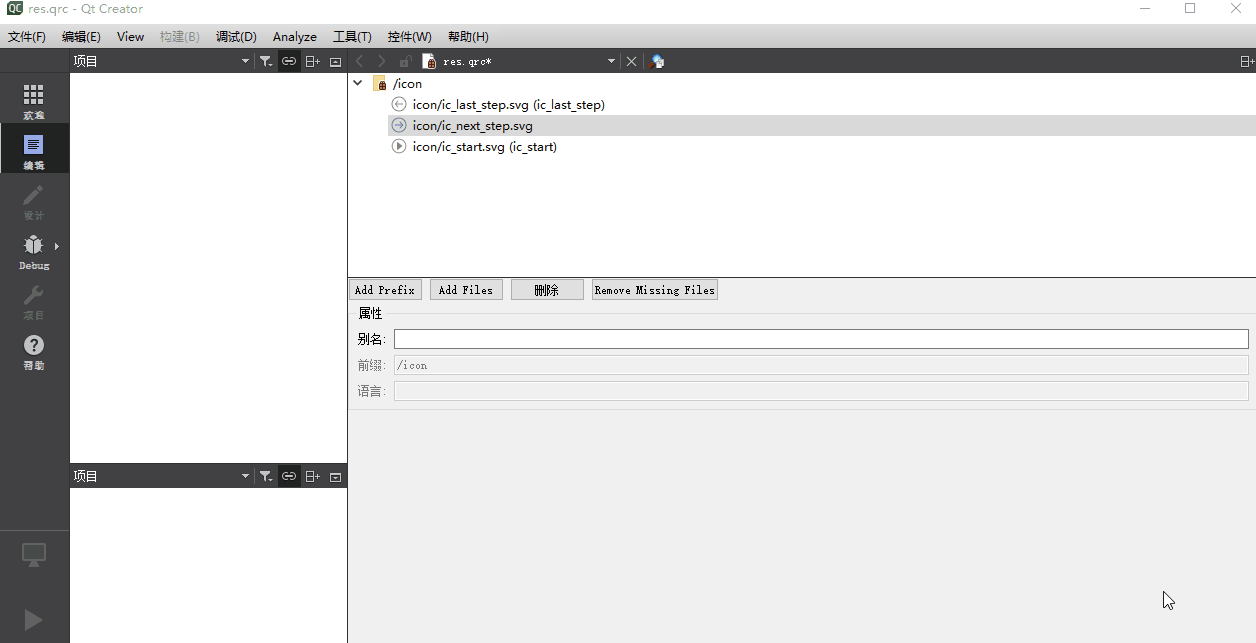 QC res.qrc - Qt Creator
文件(F) 编辑(E) View 构建(B) 调试(D) Analyze 工具(T) 控件(W) 帮助(H)
项目 res.qrc*
/icon
icon/ic_last_step.svg (ic_last_step)
icon/ic_next_step.svg
icon/ic_start.svg (ic_start)
欢迎
编辑
设计
Debug
项目
帮助
Add Prefix Add Files 删除 Remove Missing Files
属性
别名:
前缀: /icon
语言:
项目